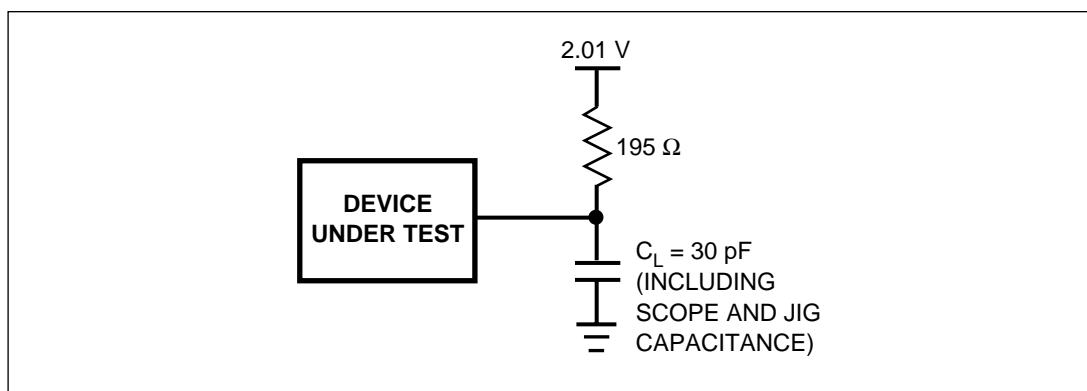 2.01 V
195 Ω
DEVICE
UNDER TEST
C_L = 30 pF
(INCLUDING
SCOPE AND JIG
CAPACITANCE)